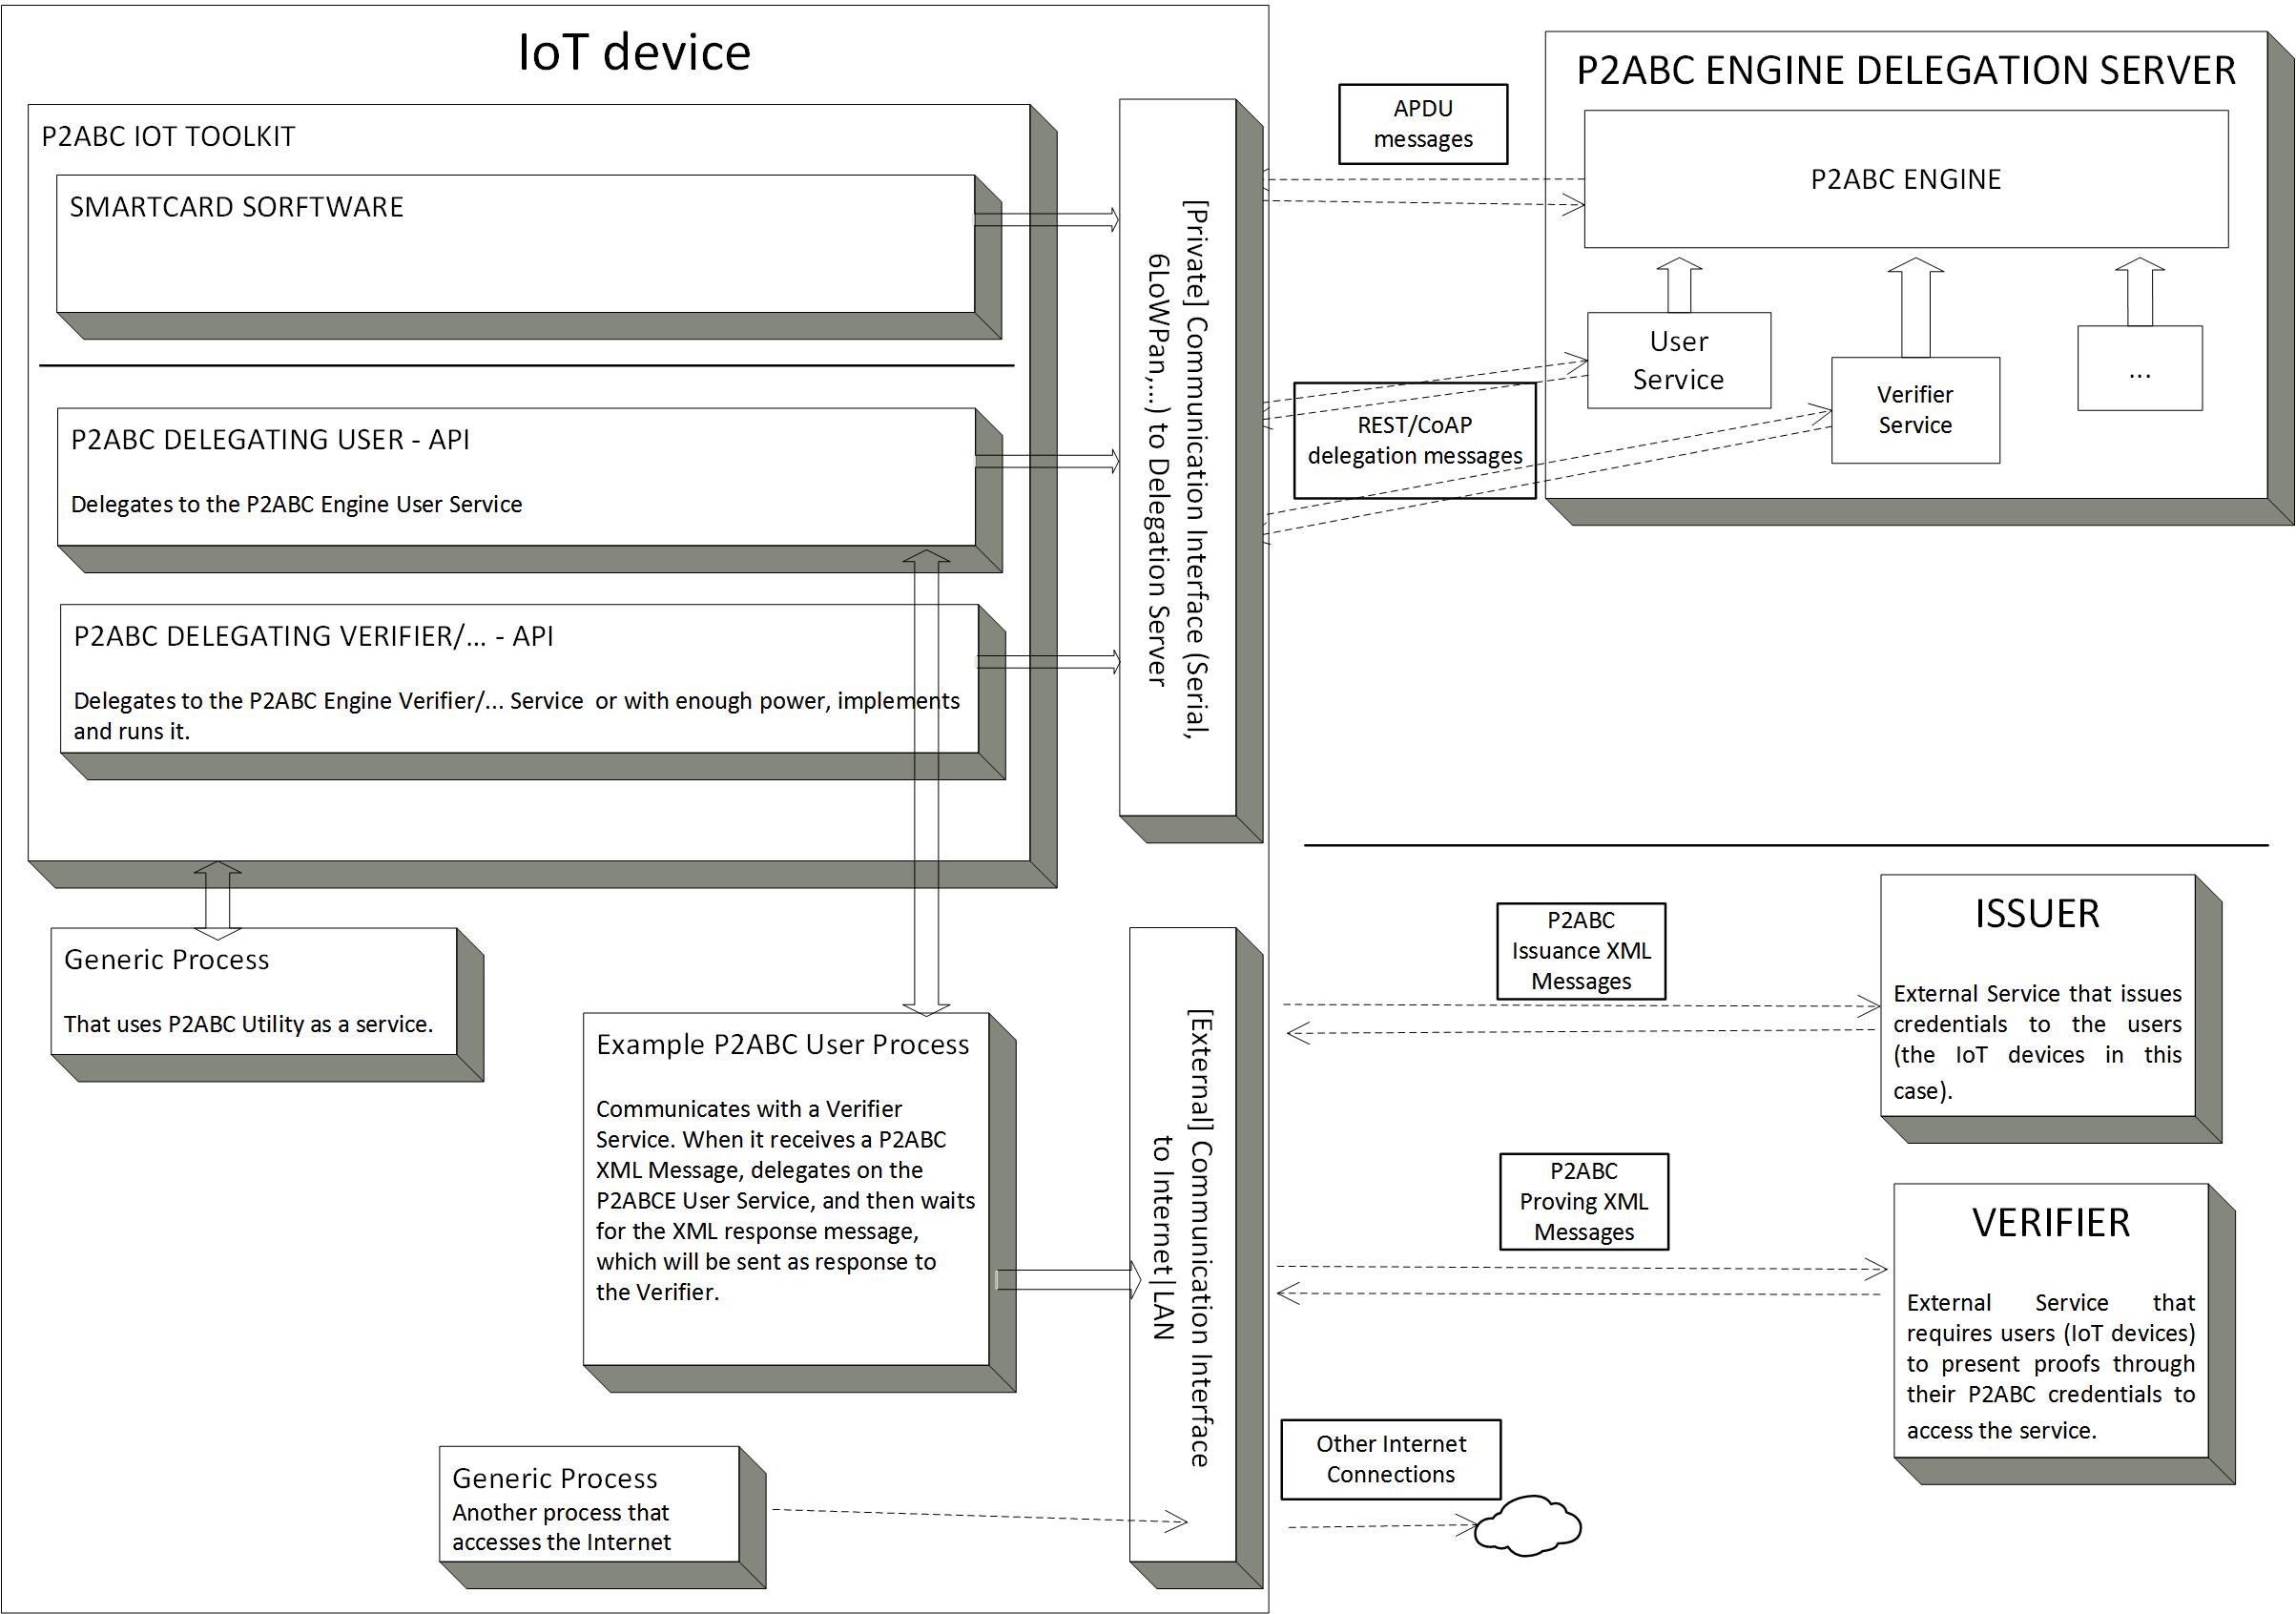 IoT device
P2ABC IOT TOOLKIT
SMARTCARD SORFTWARE
P2ABC DELEGATING USER - API
Delegates to the P2ABC Engine User Service
P2ABC DELEGATING VERIFIER/... - API
Delegates to the P2ABC Engine Verifier/... Service or with enough power, implements
and runs it.
[Private] Communication Interface (Serial,
6LoWPan,...) to Delegation Server
Generic Process
That uses P2ABC Utility as a service.
Example P2ABC User Process
Communicates with a Verifier
Service. When it receives a P2ABC
XML Message, delegates on the
P2ABCE User Service, and then waits
for the XML response message,
which will be sent as response to
the Verifier.
Generic Process
Another process that
accesses the Internet
[External] Communication Interface
to Internet|LAN
APDU
messages
REST/CoAP
delegation messages
P2ABC ENGINE DELEGATION SERVER
P2ABC ENGINE
User
Service
Verifier
Service
...
P2ABC
Issuance XML
Messages
ISSUER
External Service that issues
credentials to the users
(the IoT devices in this
case).
P2ABC
Proving XML
Messages
VERIFIER
External Service that
requires users (IoT devices)
to present proofs through
their P2ABC credentials to
access the service.
Other Internet
Connections